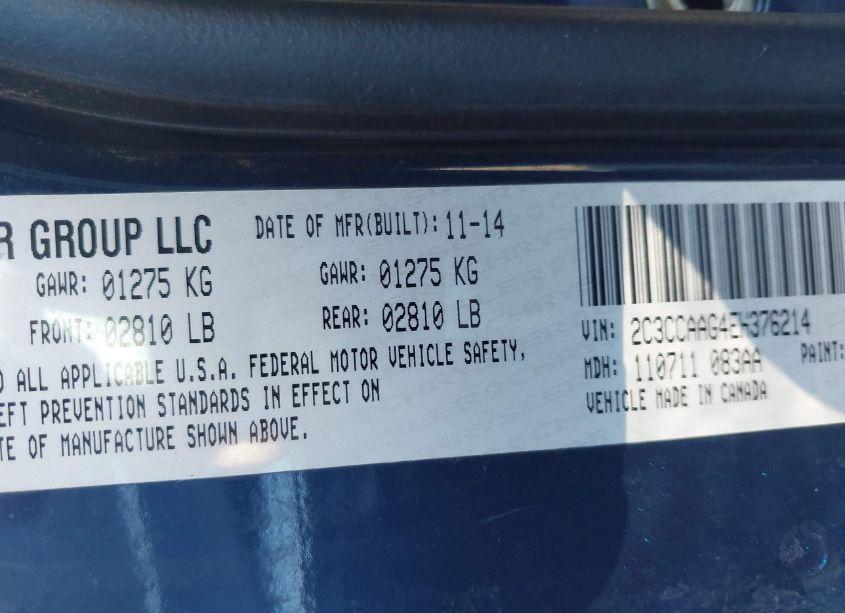 R GROUP LLC DATE OF MFR(BUILT): 11-14
GAWR: 01275 KG GAWR: 01275 KG
FRONT: 02810 LB REAR: 02810 LB
O ALL APPLICABLE U.S.A. FEDERAL MOTOR VEHICLE SAFETY,
EFT PREVENTION STANDARDS IN EFFECT ON
TE OF MANUFACTURE SHOWN ABOVE.
VIN: 2C3CCAAG4EH376214
MDH: 110711 083AA PAINT:
VEHICLE MADE IN CANADA